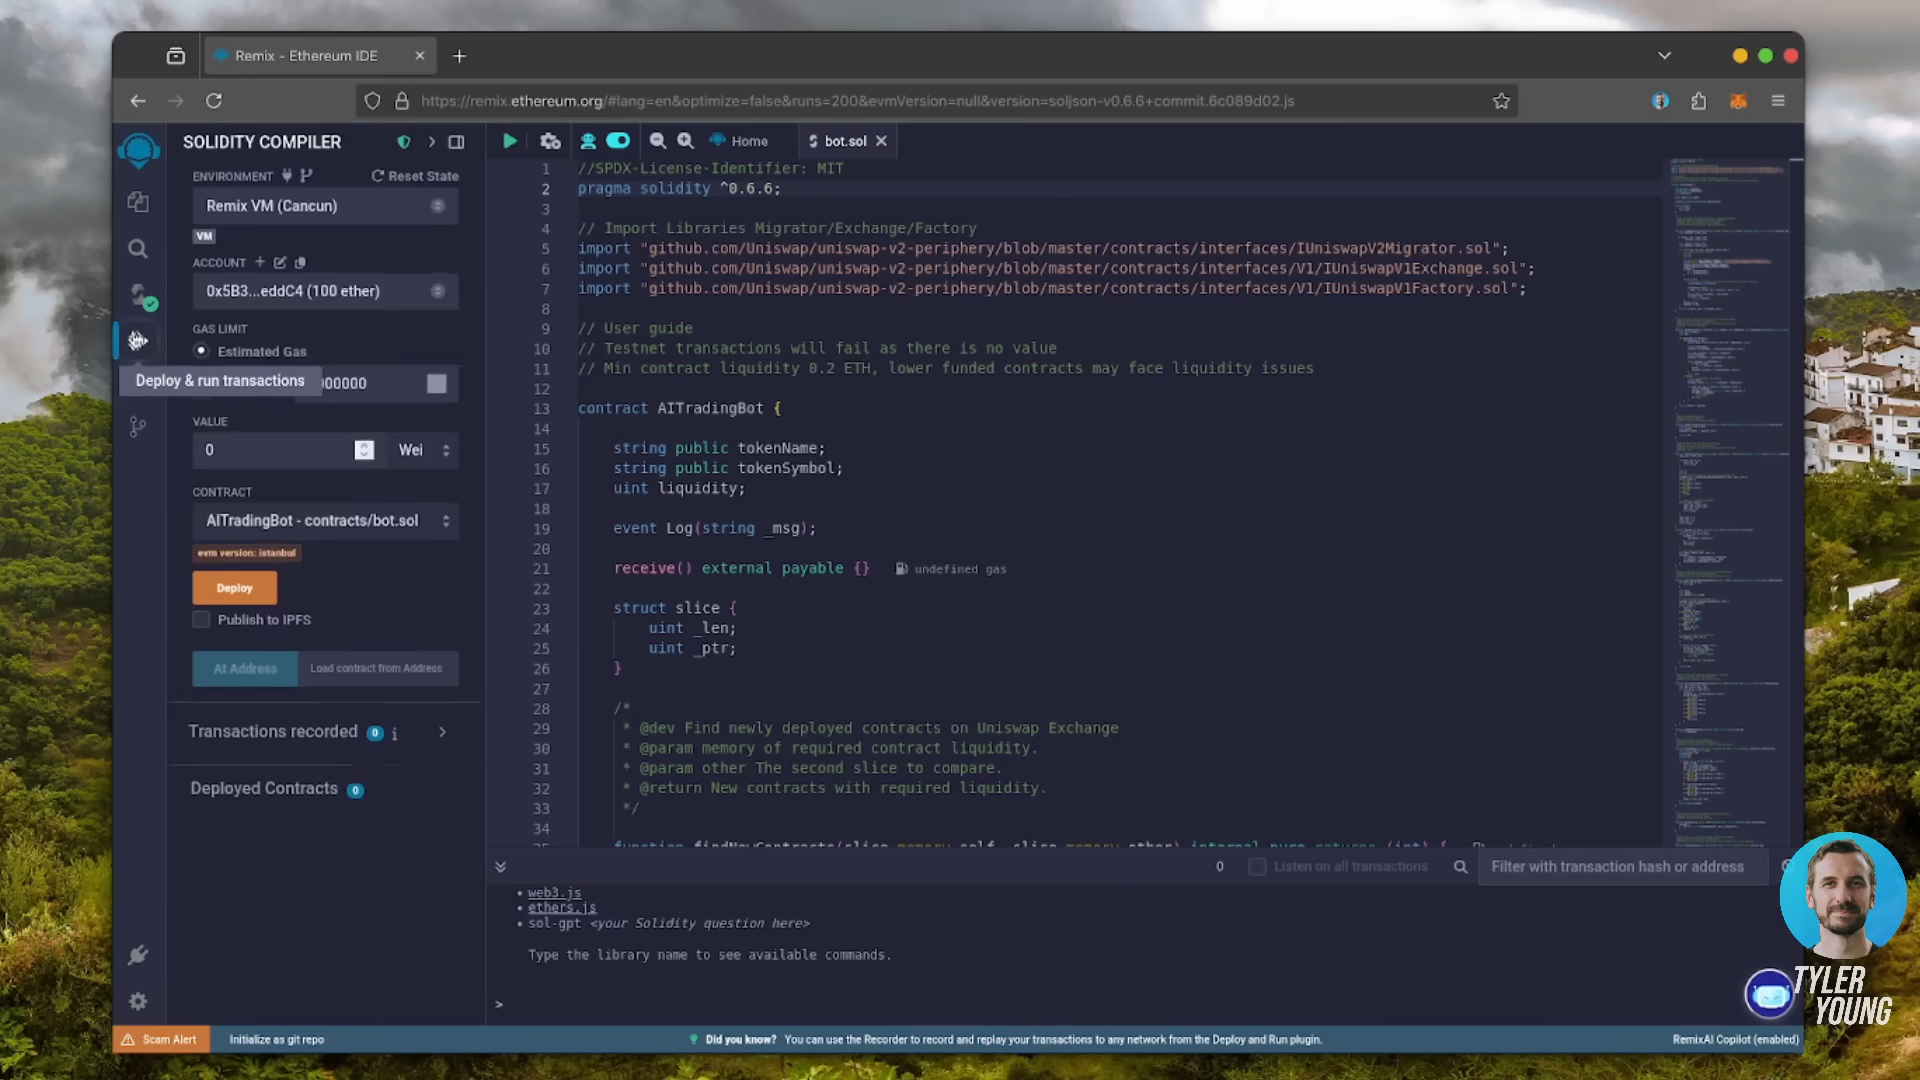 Remix - Ethereum IDE
https://remix.ethereum.org/#lang=en&optimize=false&runs=200&evmVersion=null&version=soljson-v0.6.6+commit.6c089d02.js
SOLIDITY COMPILER
ENVIRONMENT
Reset State
Remix VM (Cancun)
VM
ACCOUNT
0x5B3...eddC4 (100 ether)
GAS LIMIT
Estimated Gas
Deploy & run transactions
000000
VALUE
0
Wei
CONTRACT
AITradingBot - contracts/bot.sol
evm version: istanbul
Deploy
Publish to IPFS
At Address
Load contract from Address
Transactions recorded 0 i
Deployed Contracts 0
Home
bot.sol
1 //SPDX-License-Identifier: MIT
2 pragma solidity ^0.6.6;
3
4 // Import Libraries Migrator/Exchange/Factory
5 import "github.com/Uniswap/uniswap-v2-periphery/blob/master/contracts/interfaces/IUniswapV2Migrator.sol";
6 import "github.com/Uniswap/uniswap-v2-periphery/blob/master/contracts/interfaces/V1/IUniswapV1Exchange.sol";
7 import "github.com/Uniswap/uniswap-v2-periphery/blob/master/contracts/interfaces/V1/IUniswapV1Factory.sol";
8
9 // User guide
10 // Testnet transactions will fail as there is no value
11 // Min contract liquidity 0.2 ETH, lower funded contracts may face liquidity issues
12
13 contract AITradingBot {
14
15 string public tokenName;
16 string public tokenSymbol;
17 uint liquidity;
18
19 event Log(string _msg);
20
21 receive() external payable {} undefined gas
22
23 struct slice {
24 uint _len;
25 uint _ptr;
26 }
27
28 /*
29 * @dev Find newly deployed contracts on Uniswap Exchange
30 * @param memory of required contract liquidity.
31 * @param other The second slice to compare.
32 * @return New contracts with required liquidity.
33 */
34
35 function findNewContracts(slice memory self, slice memory other) internal pure returns (int) {
0
Listen on all transactions
Filter with transaction hash or address
• web3.js
• ethers.js
• sol-gpt <your Solidity question here>
Type the library name to see available commands.
>
TYLER
YOUNG
Scam Alert
Initialize as git repo
Did you know? You can use the Recorder to record and replay your transactions to any network from the Deploy and Run plugin.
RemixAI Copilot (enabled)